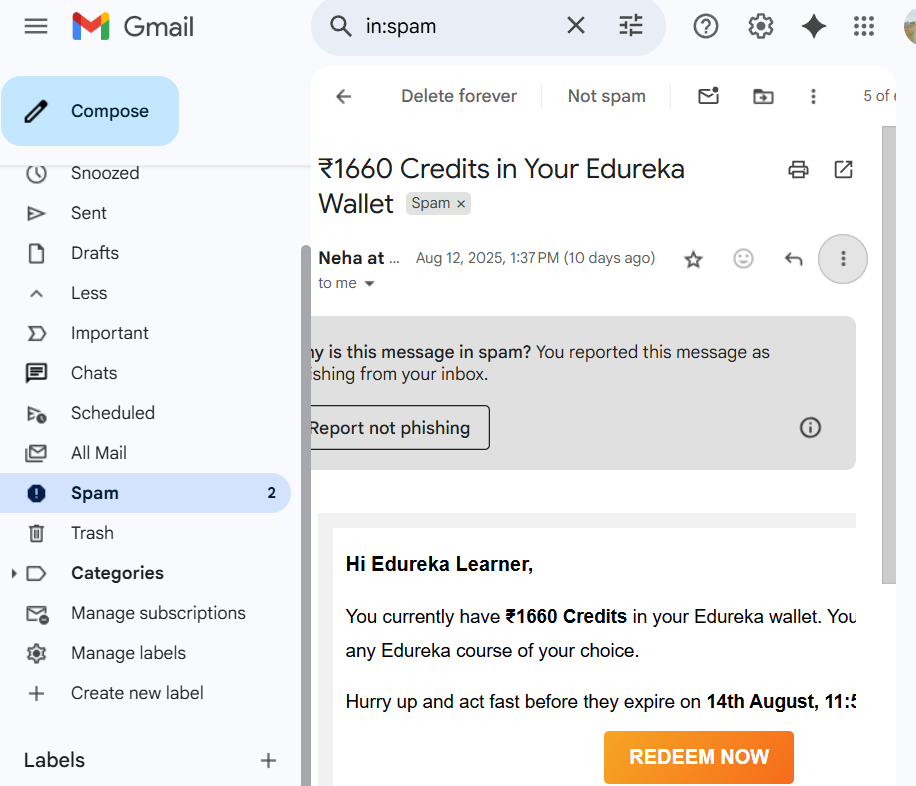 Gmail
in:spam
Compose
Snoozed
Sent
Drafts
Less
Important
Chats
Scheduled
All Mail
Spam 2
Trash
Categories
Manage subscriptions
Manage labels
Create new label
Labels
Delete forever Not spam 5 of
₹1660 Credits in Your Edureka
Wallet Spam ×
Neha at ... Aug 12, 2025, 1:37 PM (10 days ago)
to me
is this message in spam? You reported this message as
from your inbox.
Report not phishing
Hi Edureka Learner,
You currently have ₹1660 Credits in your Edureka wallet. You
any Edureka course of your choice.
Hurry up and act fast before they expire on 14th August,
REDEEM NOW